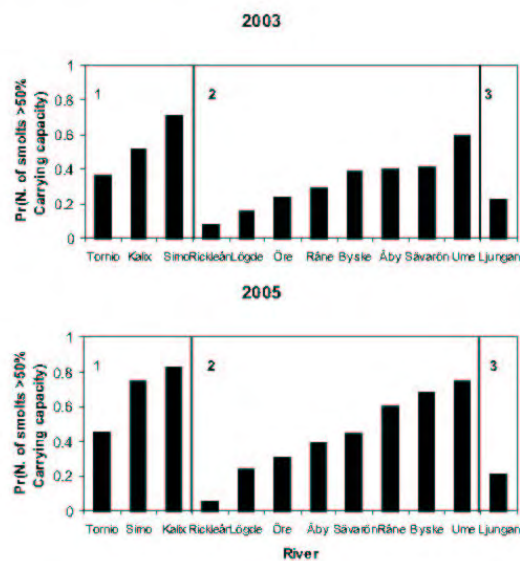 2003
Pr(N. of smolts >50%
Carrying capacity)
1
0.8
0.6
0.4
0.2
0
1
2
3
Tornio Kalix Simo Rickleån Lögde Öre Råne Byske Åby Sävarön Ume Ljungan
2005
Pr(N. of smolts >50%
Carrying capacity)
1
0.8
0.6
0.4
0.2
0
1
2
3
Tornio Simo Kalix Rickleån Lögde Öre Åby Sävarön Råne Byske Ume Ljungan
River